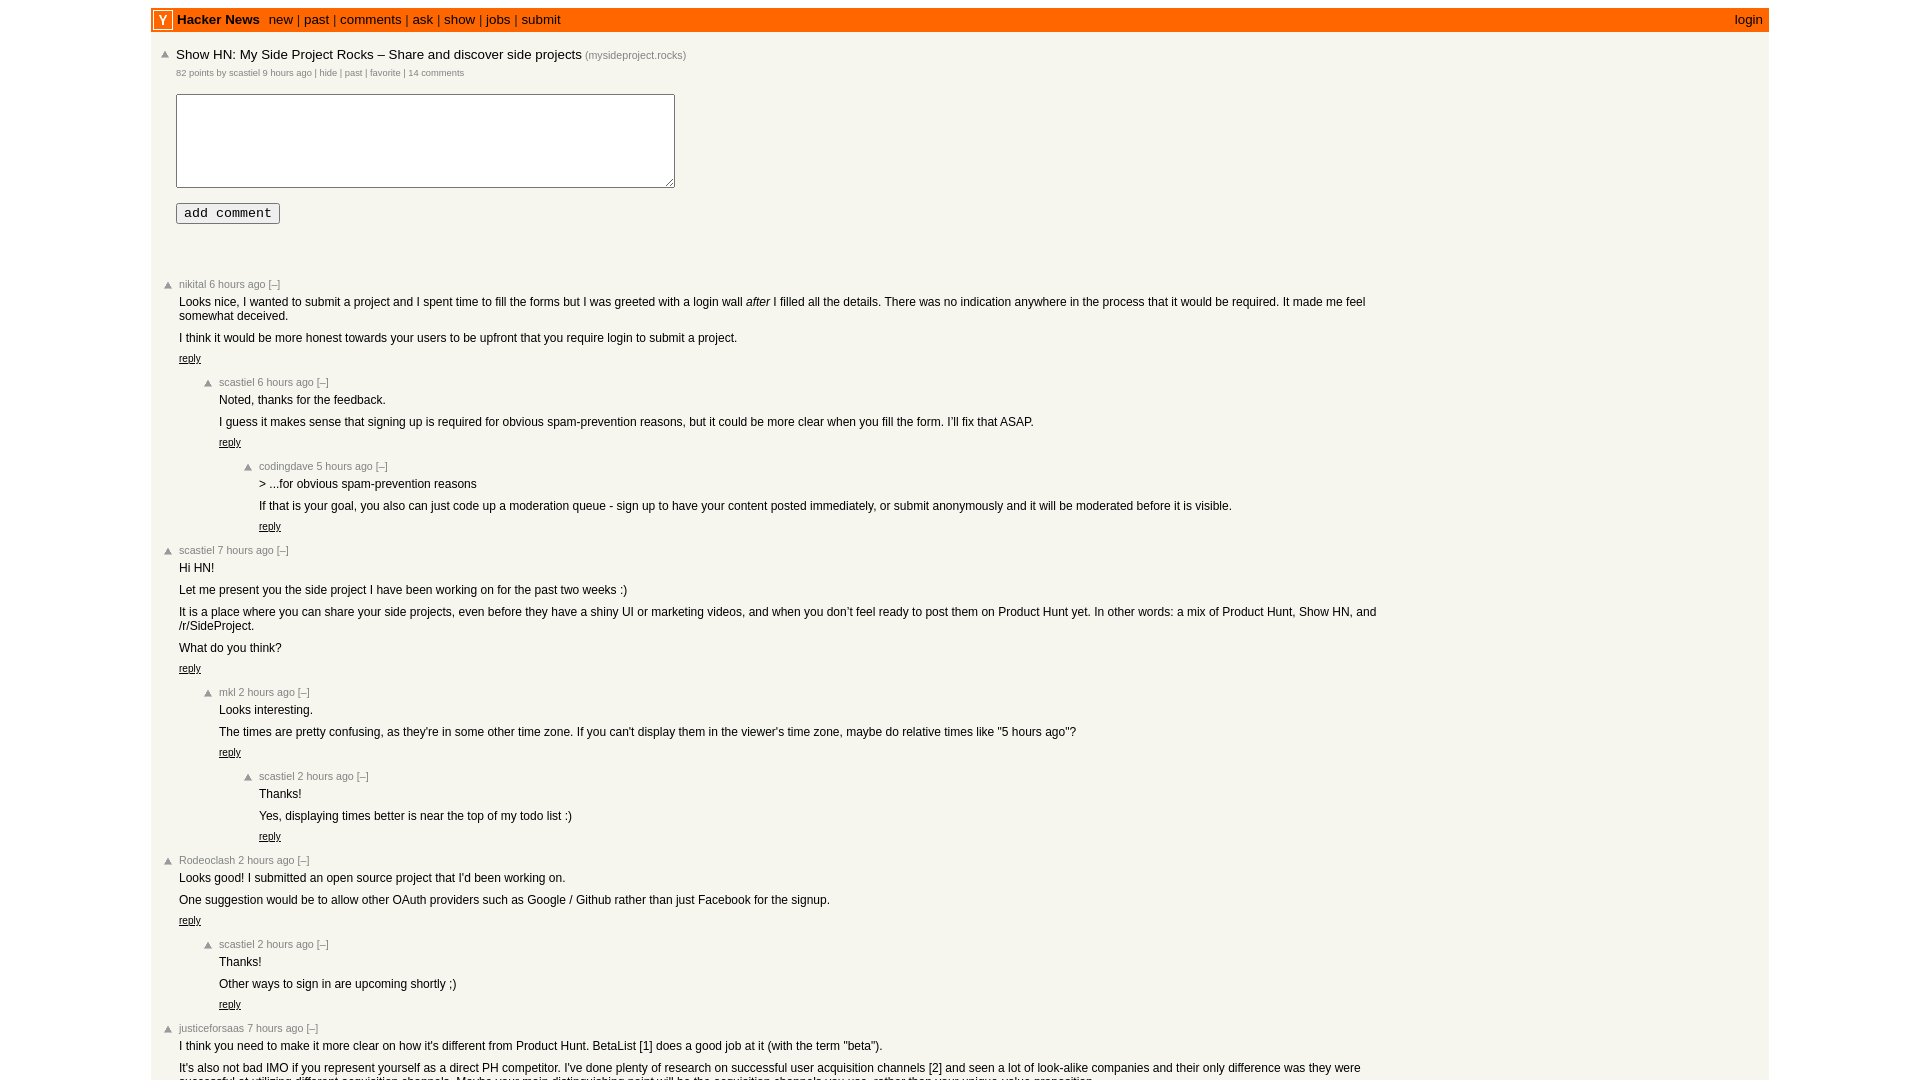 Y Hacker News new | past | comments | ask | show | jobs | submit login
Show HN: My Side Project Rocks – Share and discover side projects (mysideproject.rocks)
82 points by scastiel 9 hours ago | hide | past | favorite | 14 comments
add comment
nikital 6 hours ago [–]
Looks nice, I wanted to submit a project and I spent time to fill the forms but I was greeted with a login wall after I filled all the details. There was no indication anywhere in the process that it would be required. It made me feel
somewhat deceived.
I think it would be more honest towards your users to be upfront that you require login to submit a project.
reply
scastiel 6 hours ago [–]
Noted, thanks for the feedback.
I guess it makes sense that signing up is required for obvious spam-prevention reasons, but it could be more clear when you fill the form. I’ll fix that ASAP.
reply
codingdave 5 hours ago [–]
> ...for obvious spam-prevention reasons
If that is your goal, you also can just code up a moderation queue - sign up to have your content posted immediately, or submit anonymously and it will be moderated before it is visible.
reply
scastiel 7 hours ago [–]
Hi HN!
Let me present you the side project I have been working on for the past two weeks :)
It is a place where you can share your side projects, even before they have a shiny UI or marketing videos, and when you don’t feel ready to post them on Product Hunt yet. In other words: a mix of Product Hunt, Show HN, and
/r/SideProject.
What do you think?
reply
mkl 2 hours ago [–]
Looks interesting.
The times are pretty confusing, as they're in some other time zone. If you can't display them in the viewer's time zone, maybe do relative times like "5 hours ago"?
reply
scastiel 2 hours ago [–]
Thanks!
Yes, displaying times better is near the top of my todo list :)
reply
Rodeoclash 2 hours ago [–]
Looks good! I submitted an open source project that I'd been working on.
One suggestion would be to allow other OAuth providers such as Google / Github rather than just Facebook for the signup.
reply
scastiel 2 hours ago [–]
Thanks!
Other ways to sign in are upcoming shortly ;)
reply
justiceforsaas 7 hours ago [–]
I think you need to make it more clear on how it's different from Product Hunt. BetaList [1] does a good job at it (with the term "beta").
It's also not bad IMO if you represent yourself as a direct PH competitor. I've done plenty of research on successful user acquisition channels [2] and seen a lot of look-alike companies and their only difference was they were